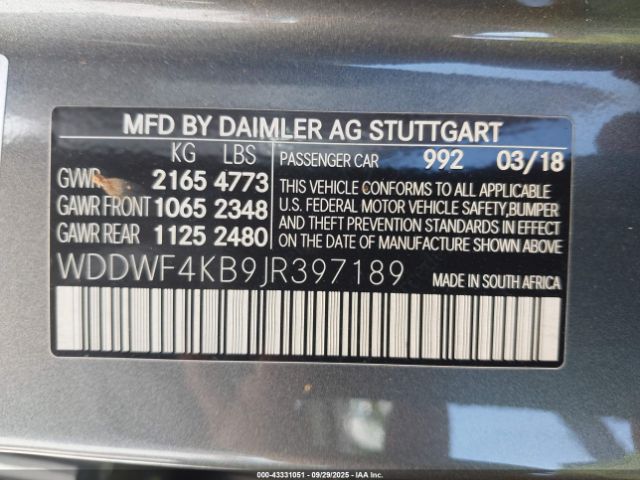 MFD BY DAIMLER AG STUTTGART
KG LBS
GWWR 2165 4773
GAWR FRONT 1065 2348
GAWR REAR 1125 2480
PASSENGER CAR 992 03/18
THIS VEHICLE CONFORMS TO ALL APPLICABLE
U.S. FEDERAL MOTOR VEHICLE SAFETY, BUMPER
AND THEFT PREVENTION STANDARDS IN EFFECT
ON THE DATE OF MANUFACTURE SHOWN ABOVE.
WDDWF4KB9JR397189
MADE IN SOUTH AFRICA
000-43331051 | 09/29/2025 | IAA, Inc.